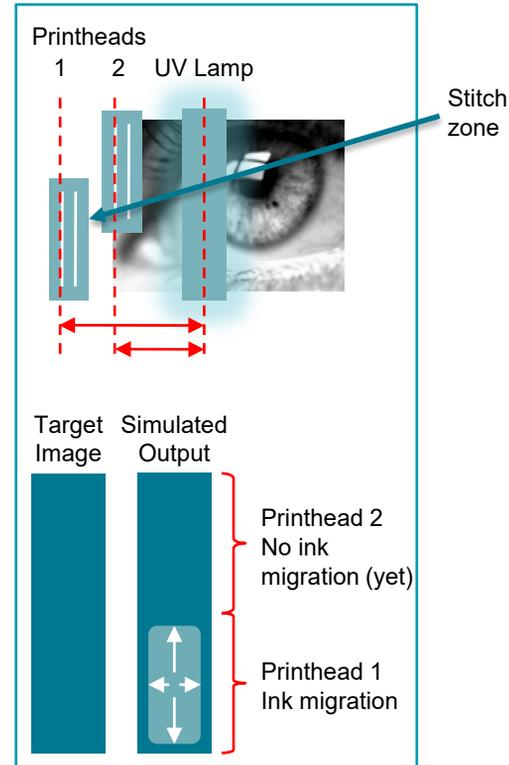 Printheads
1 2 UV Lamp
Stitch
zone
Target
Image
Simulated
Output
Printhead 2
No ink
migration (yet)
Printhead 1
Ink migration